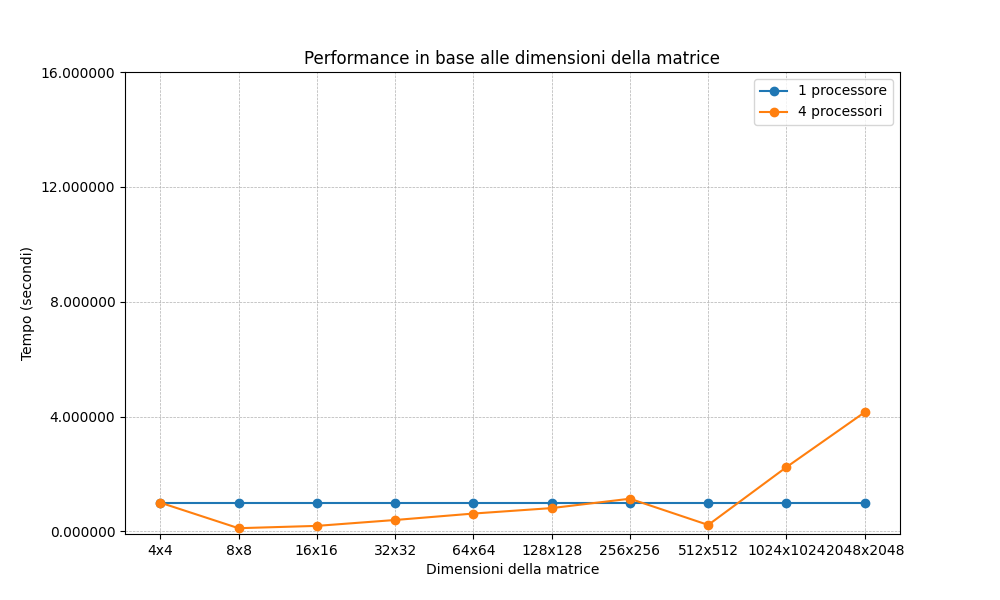 Performance in base alle dimensioni della matrice
16.000000
12.000000
8.000000
4.000000
0.000000
Tempo (secondi)
1 processore
4 processori
4x4 8x8 16x16 32x32 64x64 128x128 256x256 512x512 1024x1024 2048x2048
Dimensioni della matrice